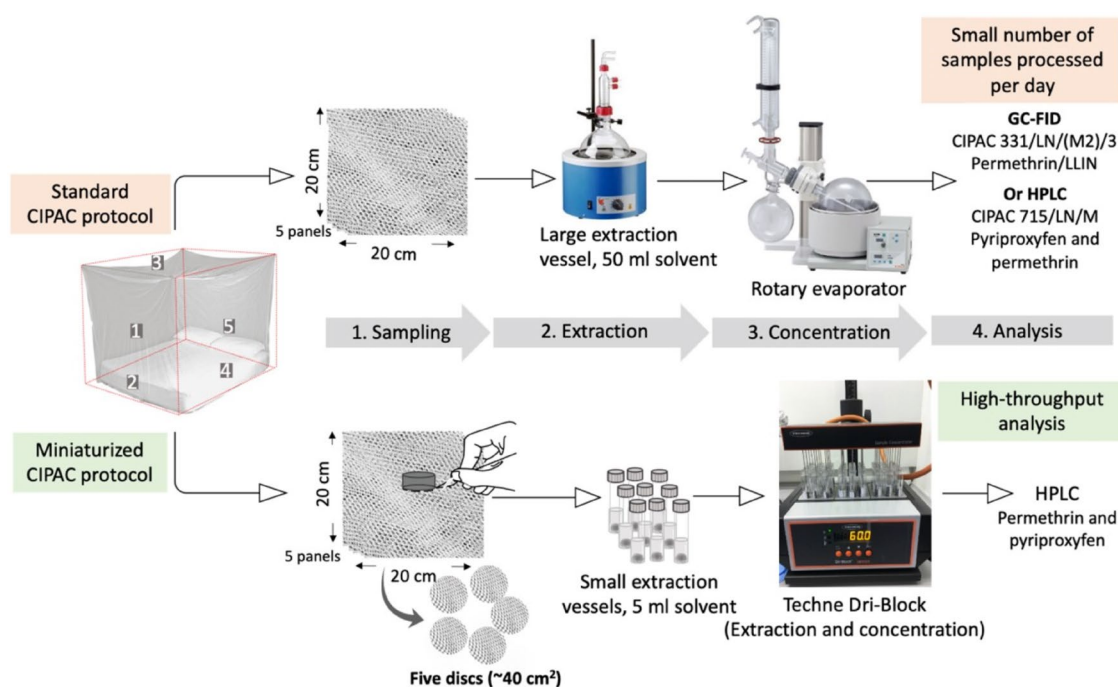 Standard
CIPAC protocol
20 cm
5 panels
20 cm
Large extraction
vessel, 50 ml solvent
Rotary evaporator
Small number of
samples processed
per day
GC-FID
CIPAC 331/LN/(M2)/3
Permethrin/LLIN
Or HPLC
CIPAC 715/LN/M
Pyriproxyfen and
permethrin
3
1
5
2
4
1. Sampling
2. Extraction
3. Concentration
4. Analysis
Miniaturized
CIPAC protocol
20 cm
5 panels
20 cm
Five discs (~40 cm²)
Small extraction
vessels, 5 ml solvent
60.0
Techne Dri-Block
(Extraction and concentration)
High-throughput
analysis
HPLC
Permethrin and
pyriproxyfen